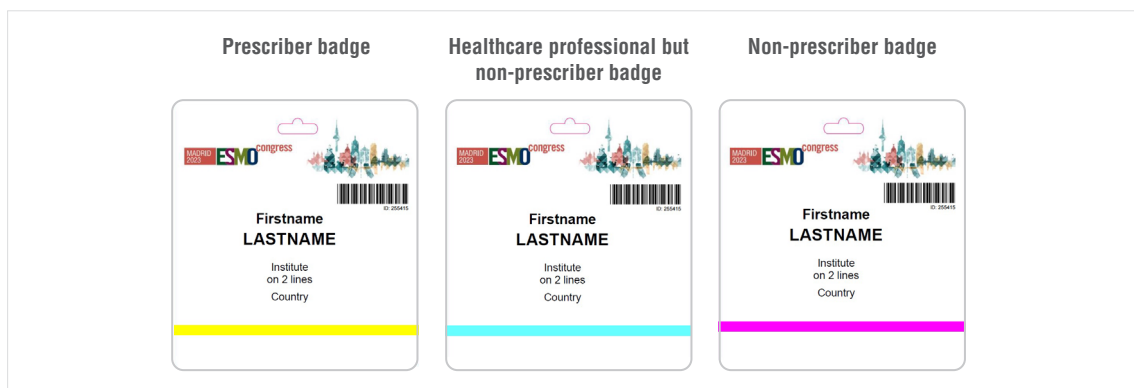 Prescriber badge
Healthcare professional but
non-prescriber badge
Non-prescriber badge
MADRID
2023
ESMO
congress
ID: 255415
Firstname
LASTNAME
Institute
on 2 lines
Country
MADRID
2023
ESMO
congress
ID: 255415
Firstname
LASTNAME
Institute
on 2 lines
Country
MADRID
2023
ESMO
congress
ID: 255415
Firstname
LASTNAME
Institute
on 2 lines
Country